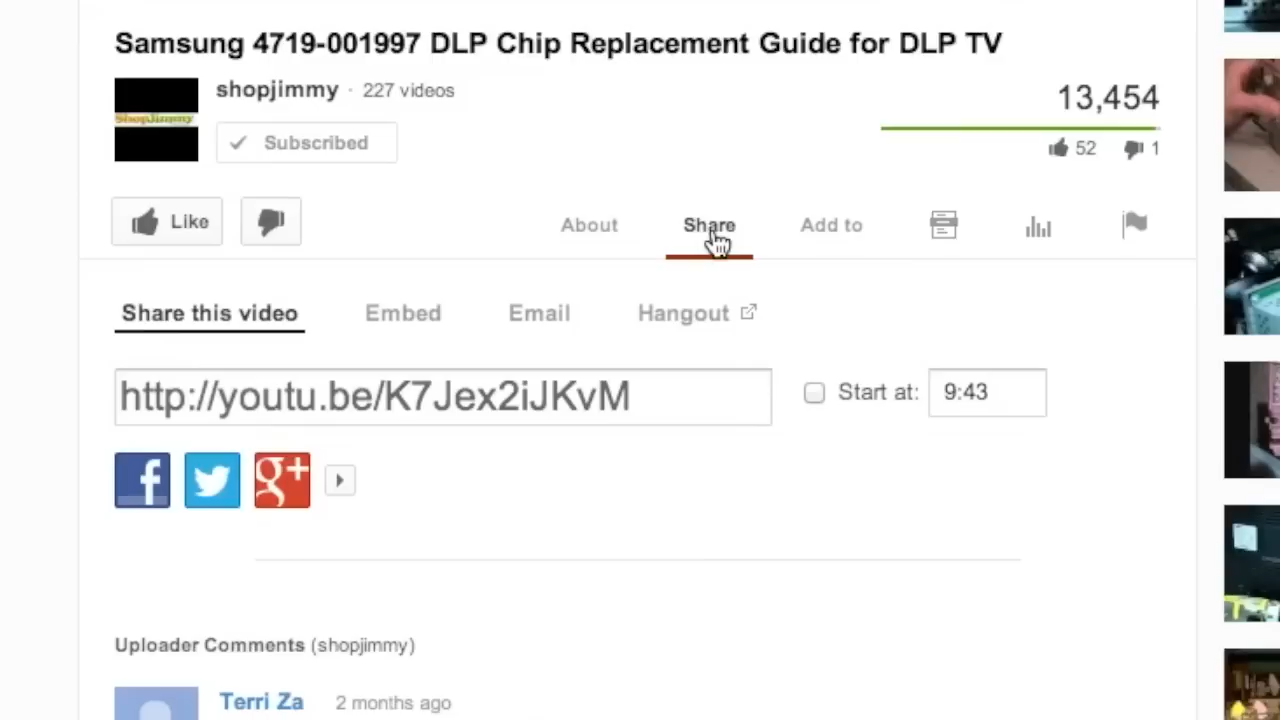 Samsung 4719-001997 DLP Chip Replacement Guide for DLP TV
shopjimmy · 227 videos
ShopJimmy
Subscribed
13,454
52 1
Like
About Share Add to
Share this video Embed Email Hangout
http://youtu.be/K7Jex2iJKvM
Start at: 9:43
f g+
Uploader Comments (shopjimmy)
Terri Za 2 months ago